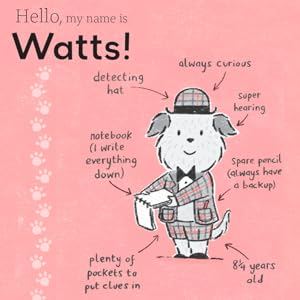 Hello, my name is
Watts!
always curious
detecting
hat
super
hearing
notebook
(I write
everything
down)
Spare pencil
(always have
a backup)
plenty of
pockets to
put clues in
8¼ years
old